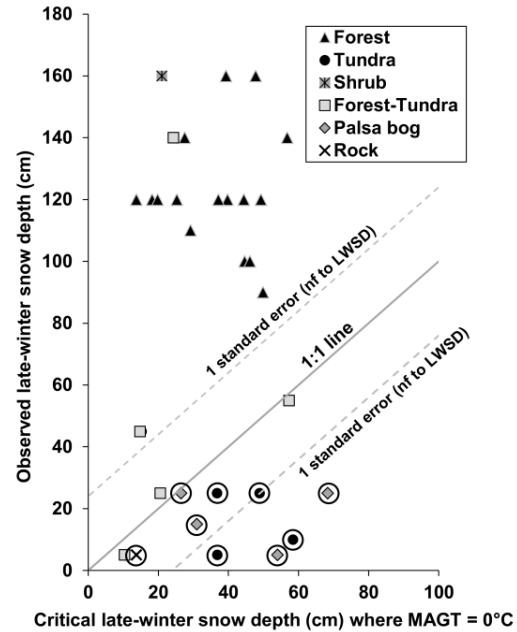 Observed late-winter snow depth (cm)
180
160
140
120
100
80
60
40
20
0
Forest
Tundra
Shrub
Forest-Tundra
Palsa bog
Rock
1 standard error (nf to LWSD)
1:1 line
1 standard error (nf to LWSD)
0 20 40 60 80 100
Critical late-winter snow depth (cm) where MAGT = 0°C